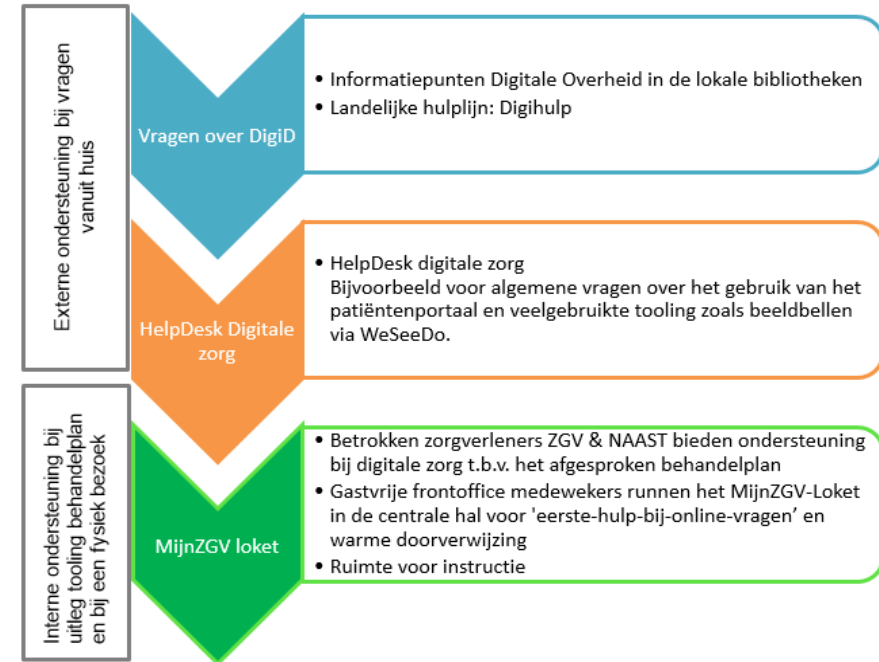 Externe ondersteuning bij vragen
vanuit huis
Vragen over DigiD
• Informatiepunten Digitale Overheid in de lokale bibliotheken
• Landelijke hulplijn: Digihulp
HelpDesk Digitale
zorg
• HelpDesk digitale zorg
Bijvoorbeeld voor algemene vragen over het gebruik van het
patiëntenportaal en veelgebruikte tooling zoals beeldbellen
via WeSeeDo.
Interne ondersteuning bij
uitleg tooling behandelplan
en bij een fysiek bezoek
MijnZGV loket
• Betrokken zorgverleners ZGV & NAAST bieden ondersteuning
bij digitale zorg t.b.v. het afgesproken behandelplan
• Gastvrije frontoffice medewekers runnen het MijnZGV-Loket
in de centrale hal voor 'eerste-hulp-bij-online-vragen’ en
warme doorverwijzing
• Ruimte voor instructie